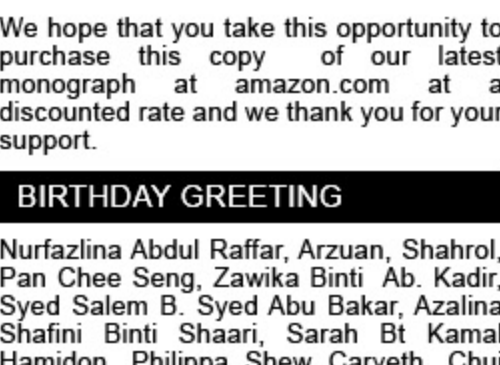 We hope that you take this opportunity to
purchase this copy of our latest
monograph at amazon.com at a
discounted rate and we thank you for your
support.
BIRTHDAY GREETING
Nurfazlina Abdul Raffar, Arzuan, Shahrol,
Pan Chee Seng, Zawika Binti Ab. Kadir,
Syed Salem B. Syed Abu Bakar, Azalina
Shafini Binti Shaari, Sarah Bt Kamal
Hamidon, Philippa Shew Carveth, Chui